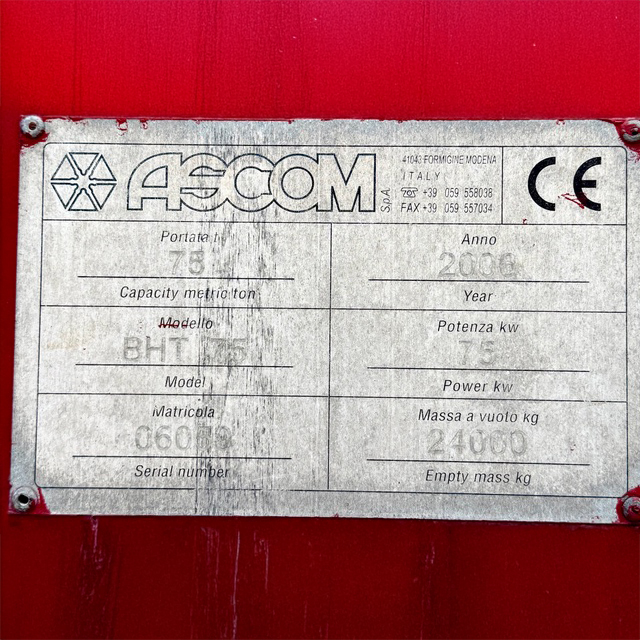 ASCOM S.p.A.
41043 FORMIGINE MODENA
ITALY
☎ +39 059 558038
FAX +39 059 557034
CE
Portata t
75
Capacity metric ton
Anno
2006
Year
Modello
BHT 75
Model
Potenza kw
75
Power kw
Matricola
Serial number
Massa a vuoto kg
24000
Empty mass kg